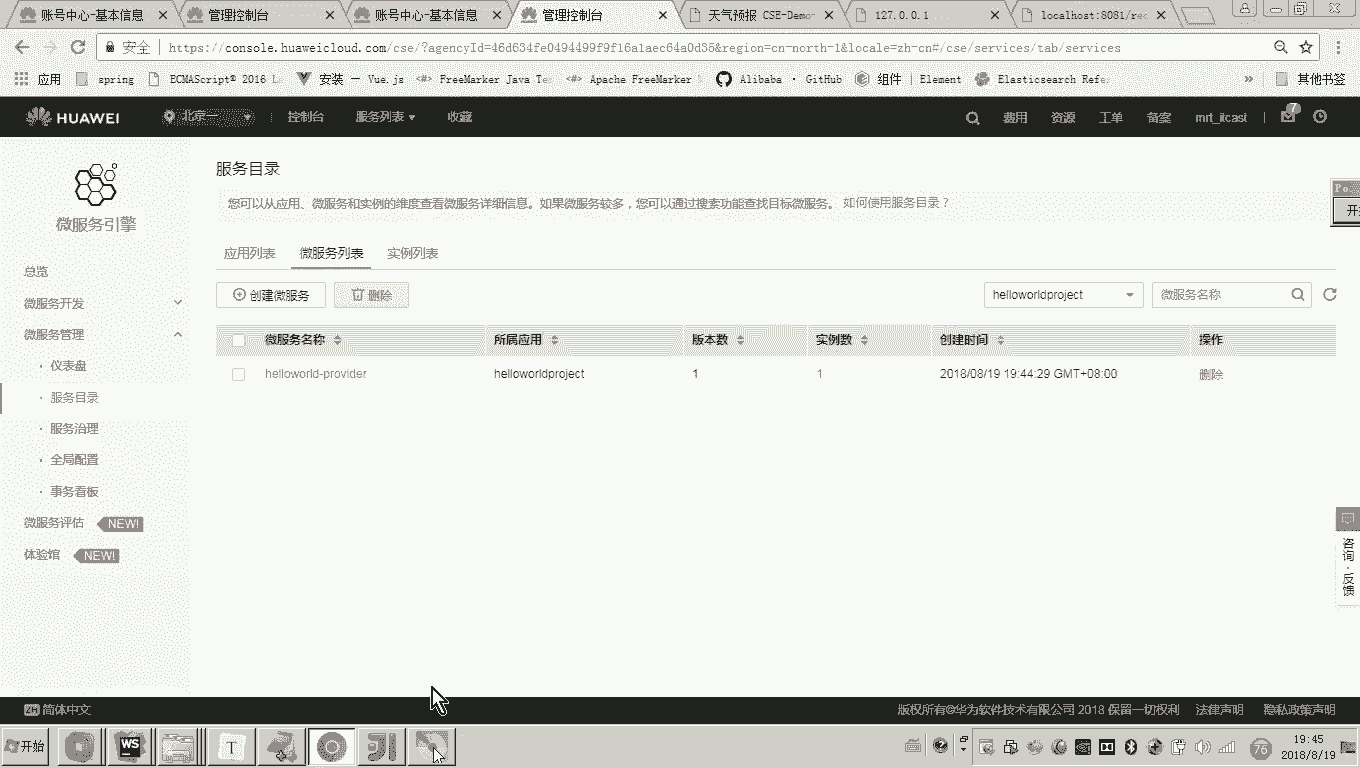 账号中心-基本信息
管理控制台
账号中心-基本信息
管理控制台
天气预报 CSE-Demo
127.0.0.1
localhost:8081/rec
安全
https://console.huaweicloud.com/cse/?agencyId=46d634fe0494499f9f16a1aec64a0d35&region=cn-north-1&locale=zh-cn#/cse/services/tab/services
应用 spring ECMAScript® 2016 La 安装 — Vue.js FreeMarker Java Te Apache FreeMarker Alibaba · GitHub 组件 | Element Elasticsearch Refe » 其他书签
HUAWEI 北京一 控制台 服务列表 收藏 费用 资源 工单 备案 mrt_itcast 7
微服务引擎
总览
微服务开发
微服务管理
· 仪表盘
· 服务目录
· 服务治理
· 全局配置
· 事务看板
微服务评估 NEW!
体验馆 NEW!
服务目录
您可以从应用、微服务和实例的维度查看微服务详细信息。如果微服务较多，您可以通过搜索功能查找目标微服务。 如何使用服务目录？
应用列表 微服务列表 实例列表
创建微服务 删除 helloworldproject 微服务名称
微服务名称 所属应用 版本数 实例数 创建时间 操作
helloworld-provider helloworldproject 1 1 2018/08/19 19:44:29 GMT+08:00 删除
咨询·反馈
ZH 简体中文
版权所有©华为软件技术有限公司 2018 保留一切权利 法律声明 隐私政策声明
开始
WS
T
76
19:45
2018/8/19